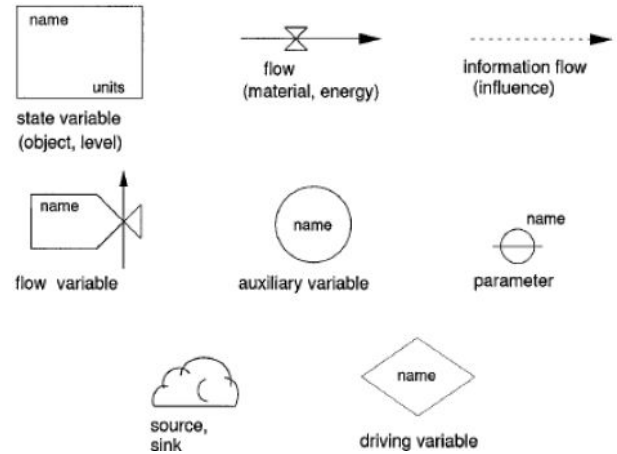 name
units
state variable
(object, level)
flow
(material, energy)
information flow
(influence)
name
flow variable
name
auxiliary variable
name
parameter
source,
sink
name
driving variable